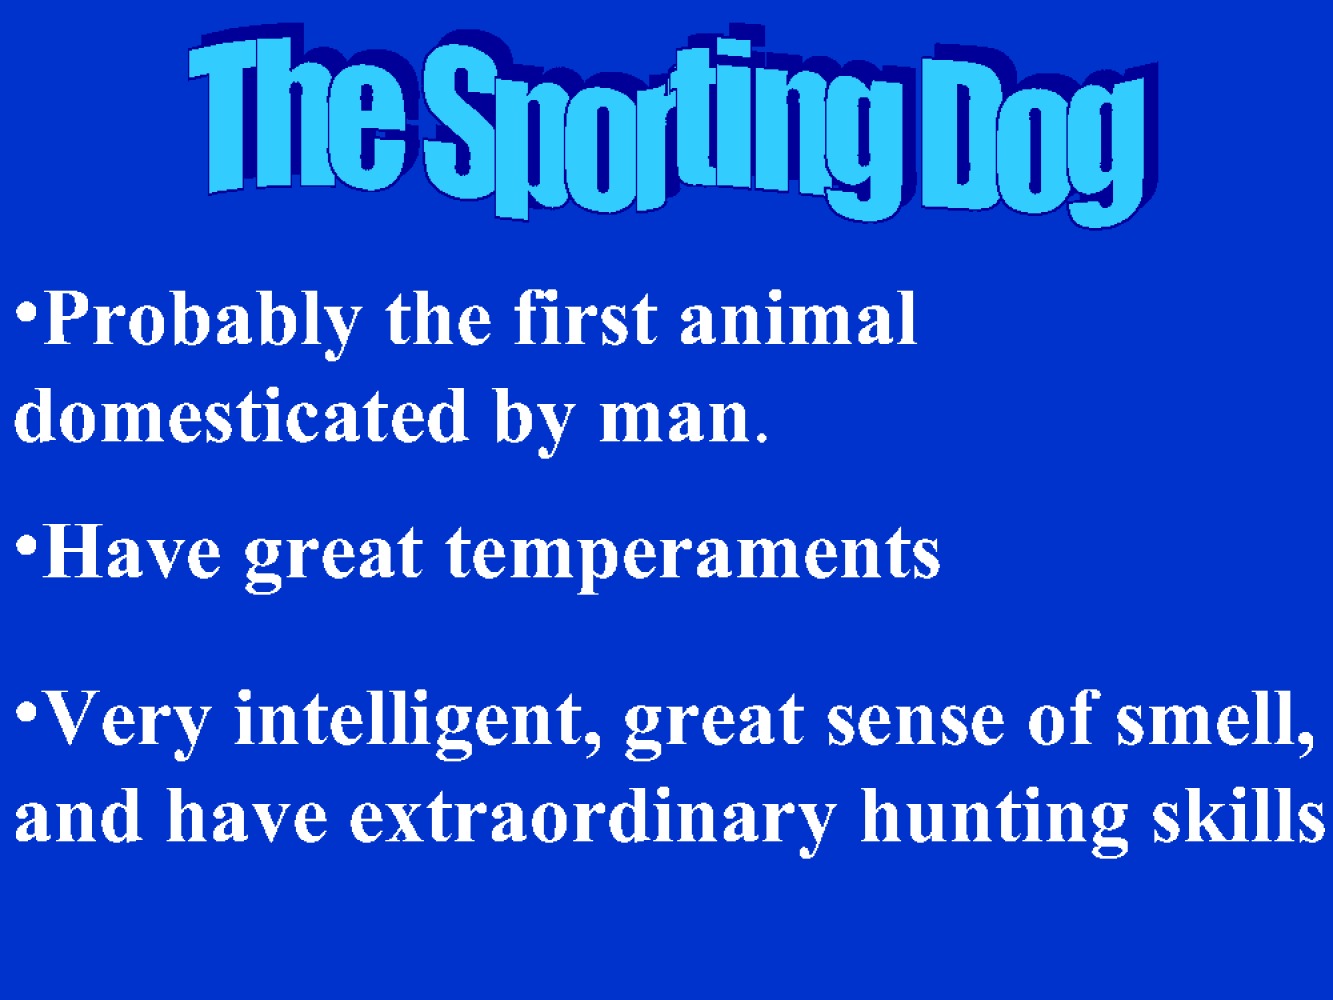 The Sporting Dog
•Probably the first animal
domesticated by man.
•Have great temperaments
•Very intelligent, great sense of smell,
and have extraordinary hunting skills